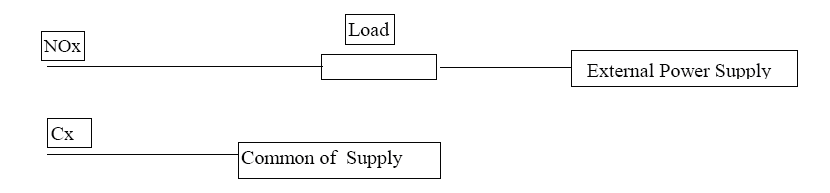 Load
NOx
External Power Supply
Cx
Common of Supply